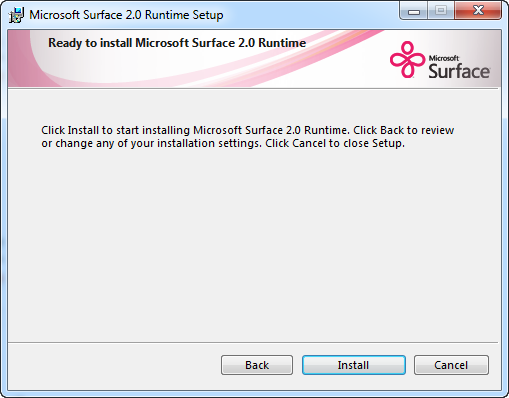 Microsoft Surface 2.0 Runtime Setup
Ready to install Microsoft Surface 2.0 Runtime
Microsoft
Surface
Click Install to start installing Microsoft Surface 2.0 Runtime. Click Back to review
or change any of your installation settings. Click Cancel to close Setup.
Back Install Cancel